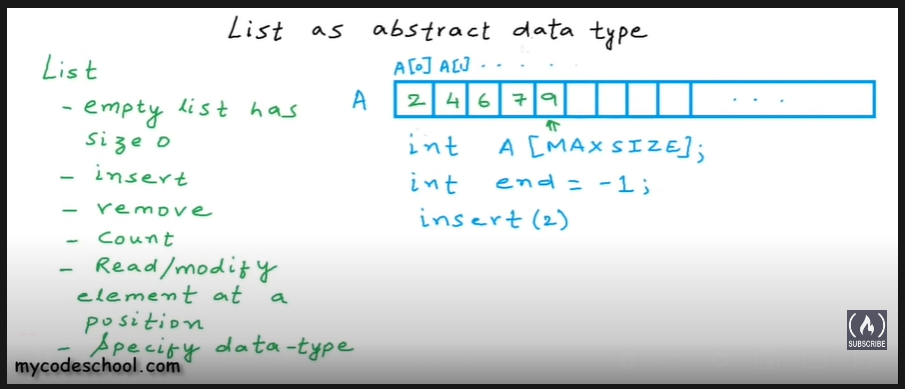 List as abstract data type
List
- empty list has
size 0
- insert
- remove
- Count
- Read/modify
element at a
position
- Specify data-type
A[0] A[1] . . . . .
A 2 4 6 7 9 . . .
int A[MAXSIZE];
int end = -1;
insert(2)
SUBSCRIBE
mycodeschool.com